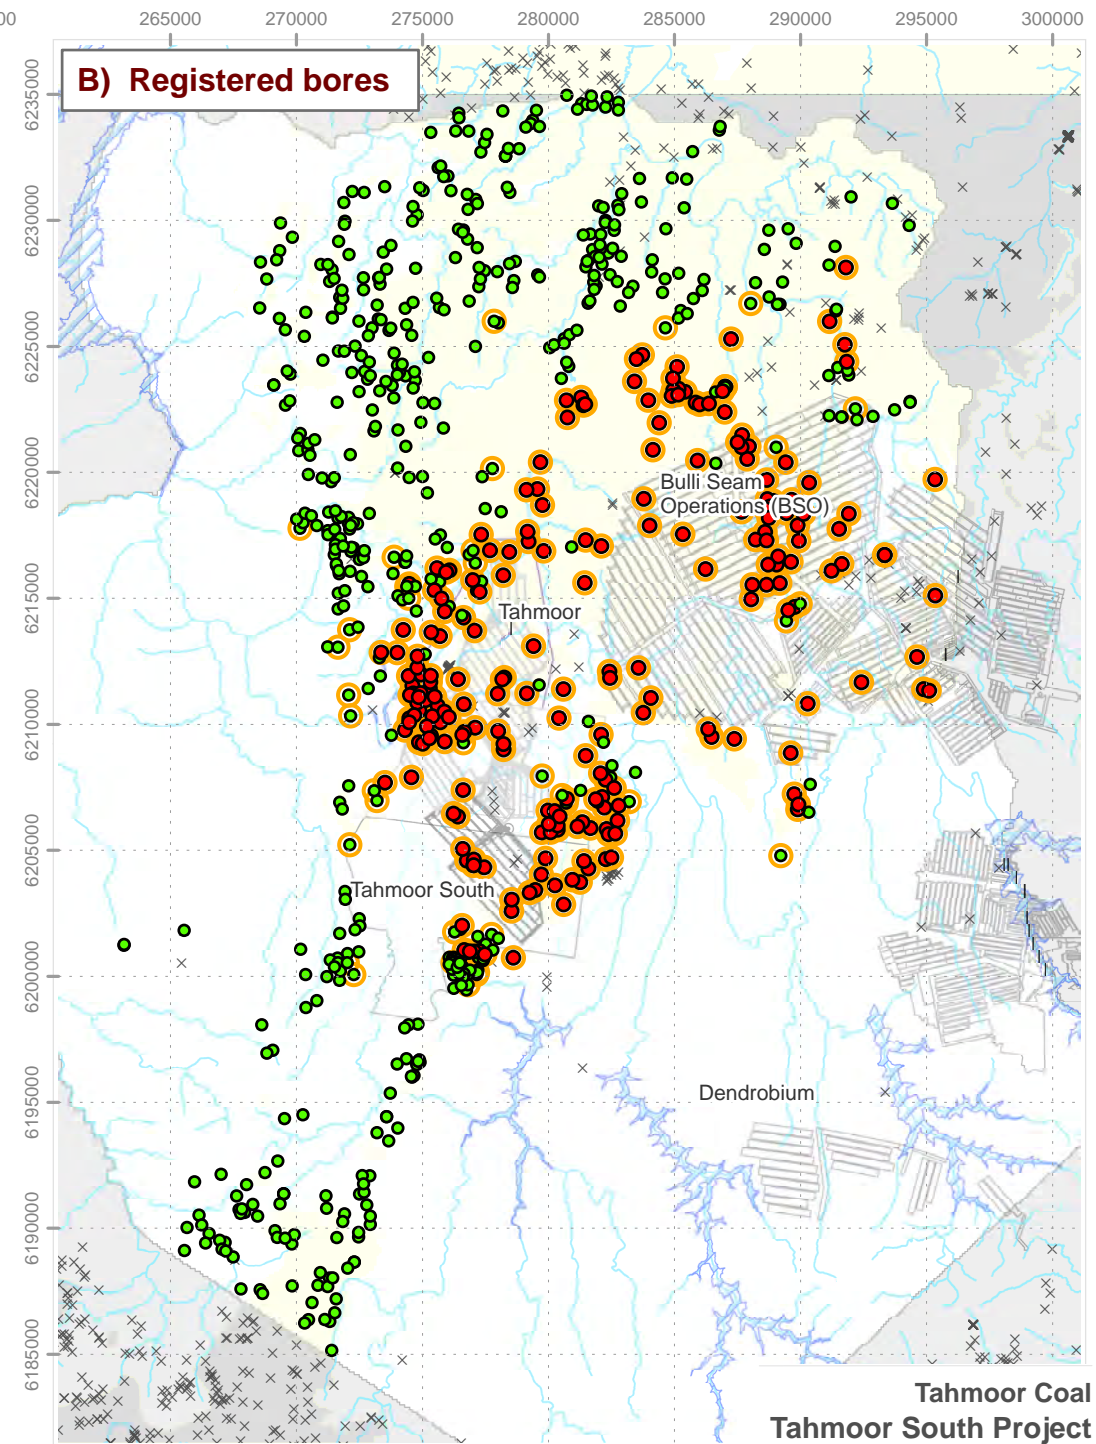 00 265000 270000 275000 280000 285000 290000 295000 300000
B) Registered bores
6235000
6230000
6225000
6220000
Bulli Seam
Operations (BSO)
6215000
Tahmoor
6210000
6205000
Tahmoor South
6200000
6195000
Dendrobium
6190000
6185000
Tahmoor Coal
Tahmoor South Project